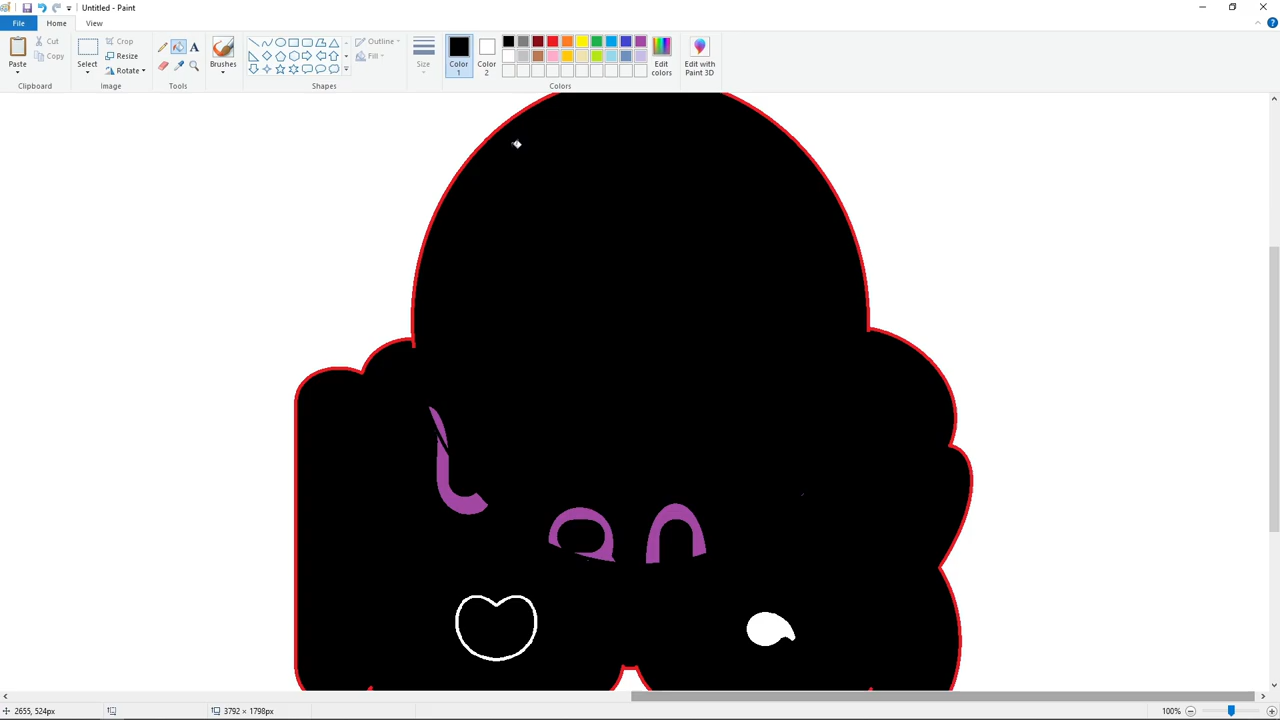 Untitled - Paint
File Home View
Paste Cut Copy Select Crop Resize Rotate A Brushes Outline Fill Size Color 1 Color 2 Edit colors Edit with Paint 3D
Clipboard Image Tools Shapes Colors
2655, 524px 3792 × 1798px 100%